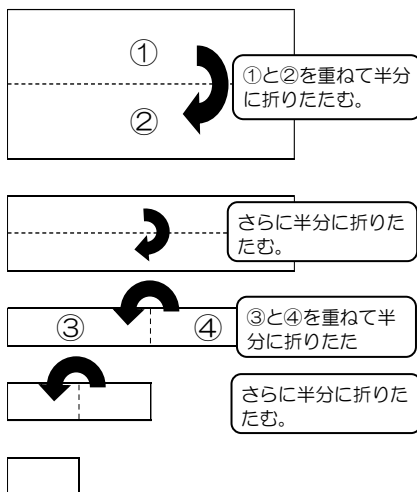 ①
②
①と②を重ねて半分
に折りたたむ。
さらに半分に折りた
たむ。
③
④
③と④を重ねて半
分に折りたた
さらに半分に折りた
たむ。